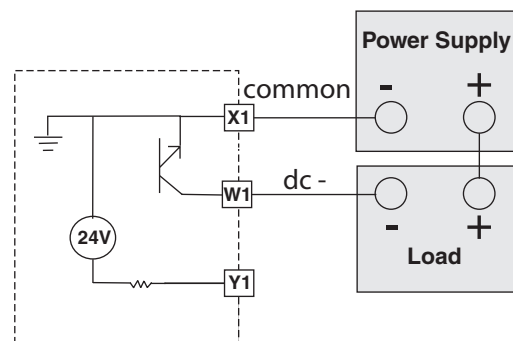 Power Supply
- +
common
X1
dc -
W1
- +
Load
24V
Y1